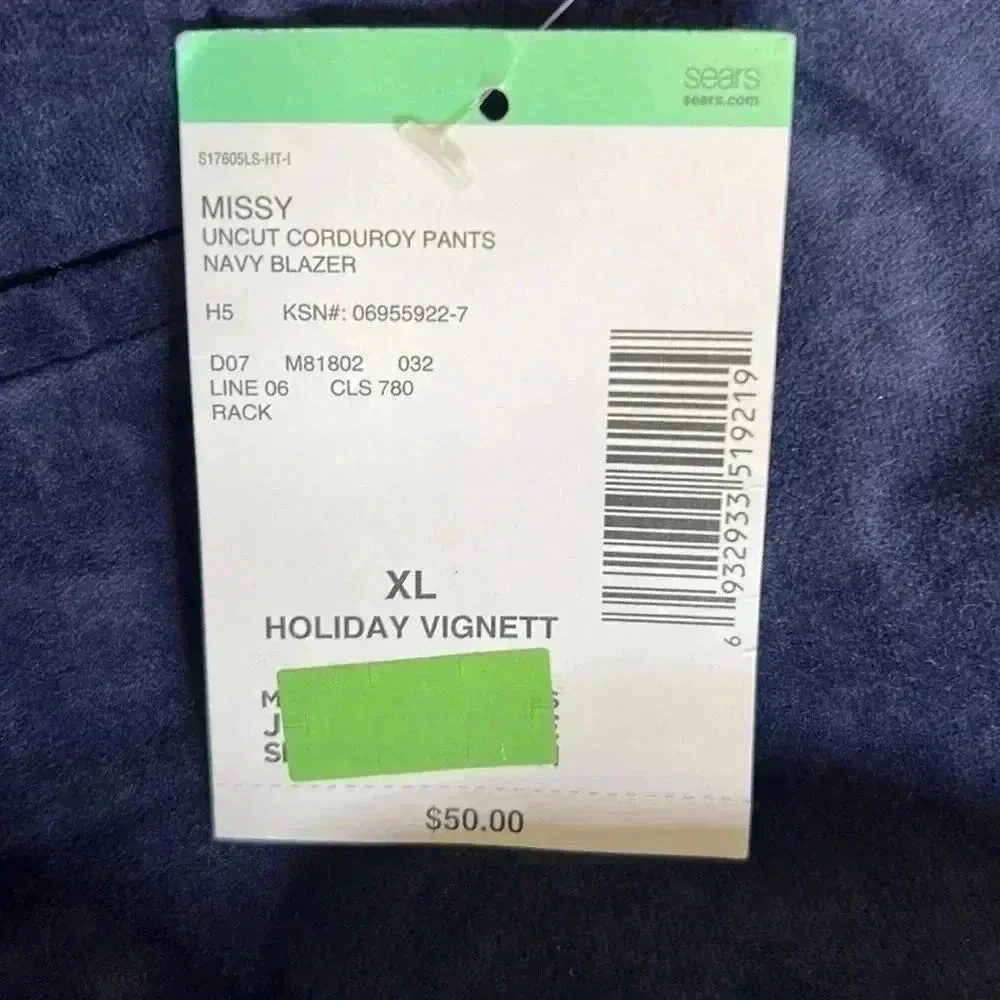 sears
sears.com
S17605LS-HT-I
MISSY
UNCUT CORDUROY PANTS
NAVY BLAZER
H5 KSN#: 06955922-7
D07 M81802 032
LINE 06 CLS 780
RACK
6 932933 519219
XL
HOLIDAY VIGNETT
$50.00